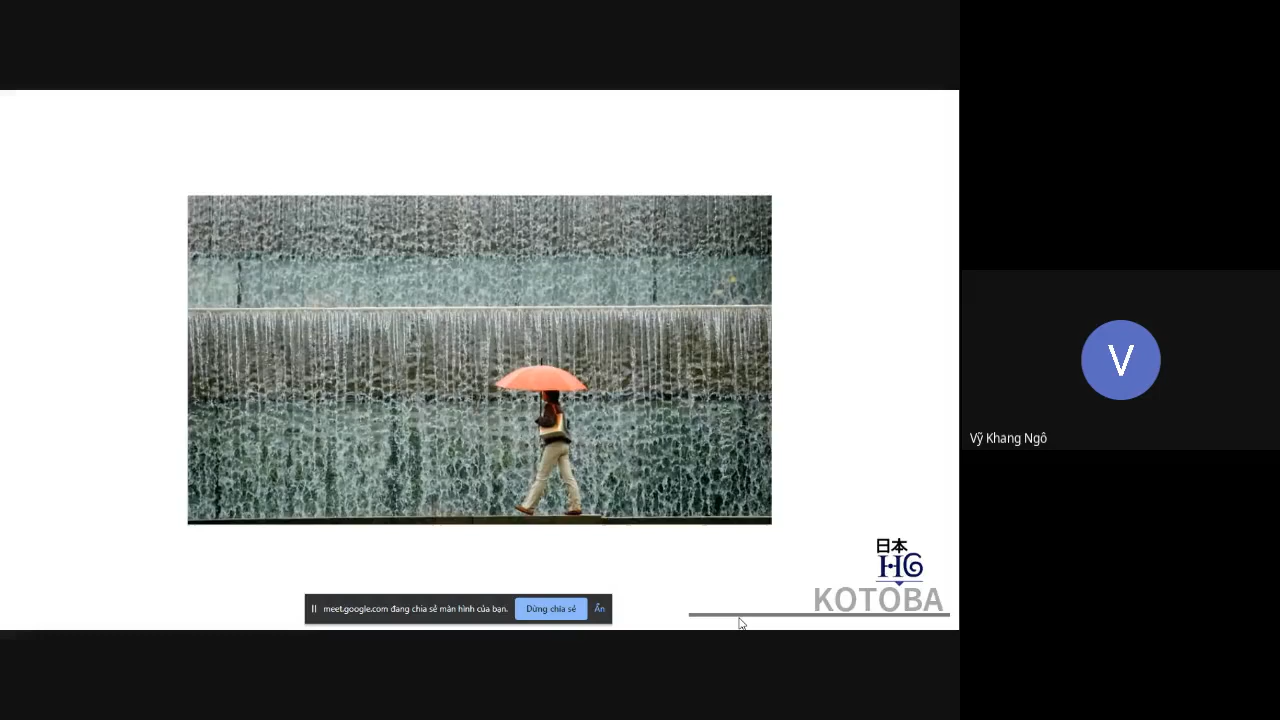 日本
HG
KOTOBA
meet.google.com đang chia sẻ màn hình của bạn.
Dừng chia sẻ
Ẩn
V
Vỹ Khang Ngô